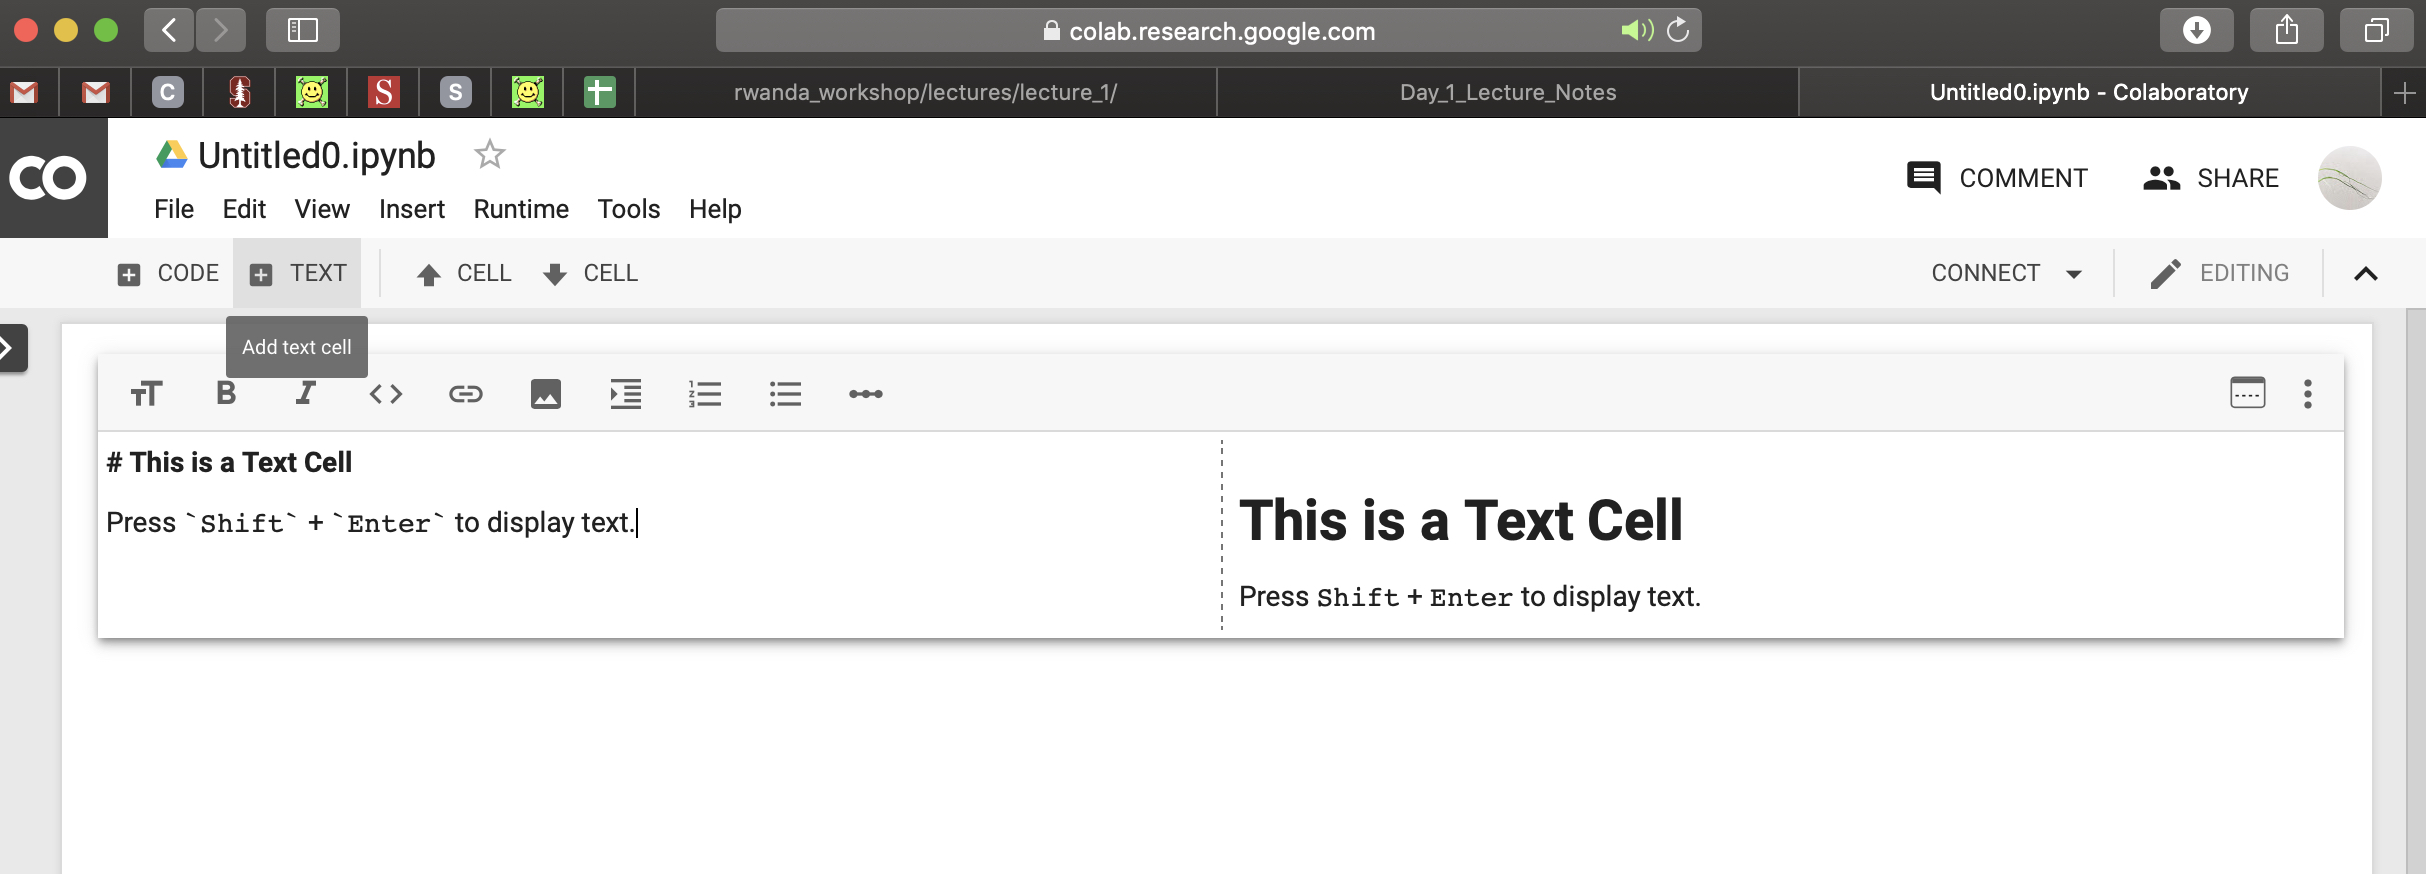 colab.research.google.com
C
S
S
rwanda_workshop/lectures/lecture_1/
Day_1_Lecture_Notes
Untitled0.ipynb - Colaboratory
CO
Untitled0.ipynb
COMMENT
SHARE
File Edit View Insert Runtime Tools Help
CODE
TEXT
CELL
CELL
CONNECT
EDITING
Add text cell
# This is a Text Cell
Press `Shift` + `Enter` to display text.
This is a Text Cell
Press Shift + Enter to display text.